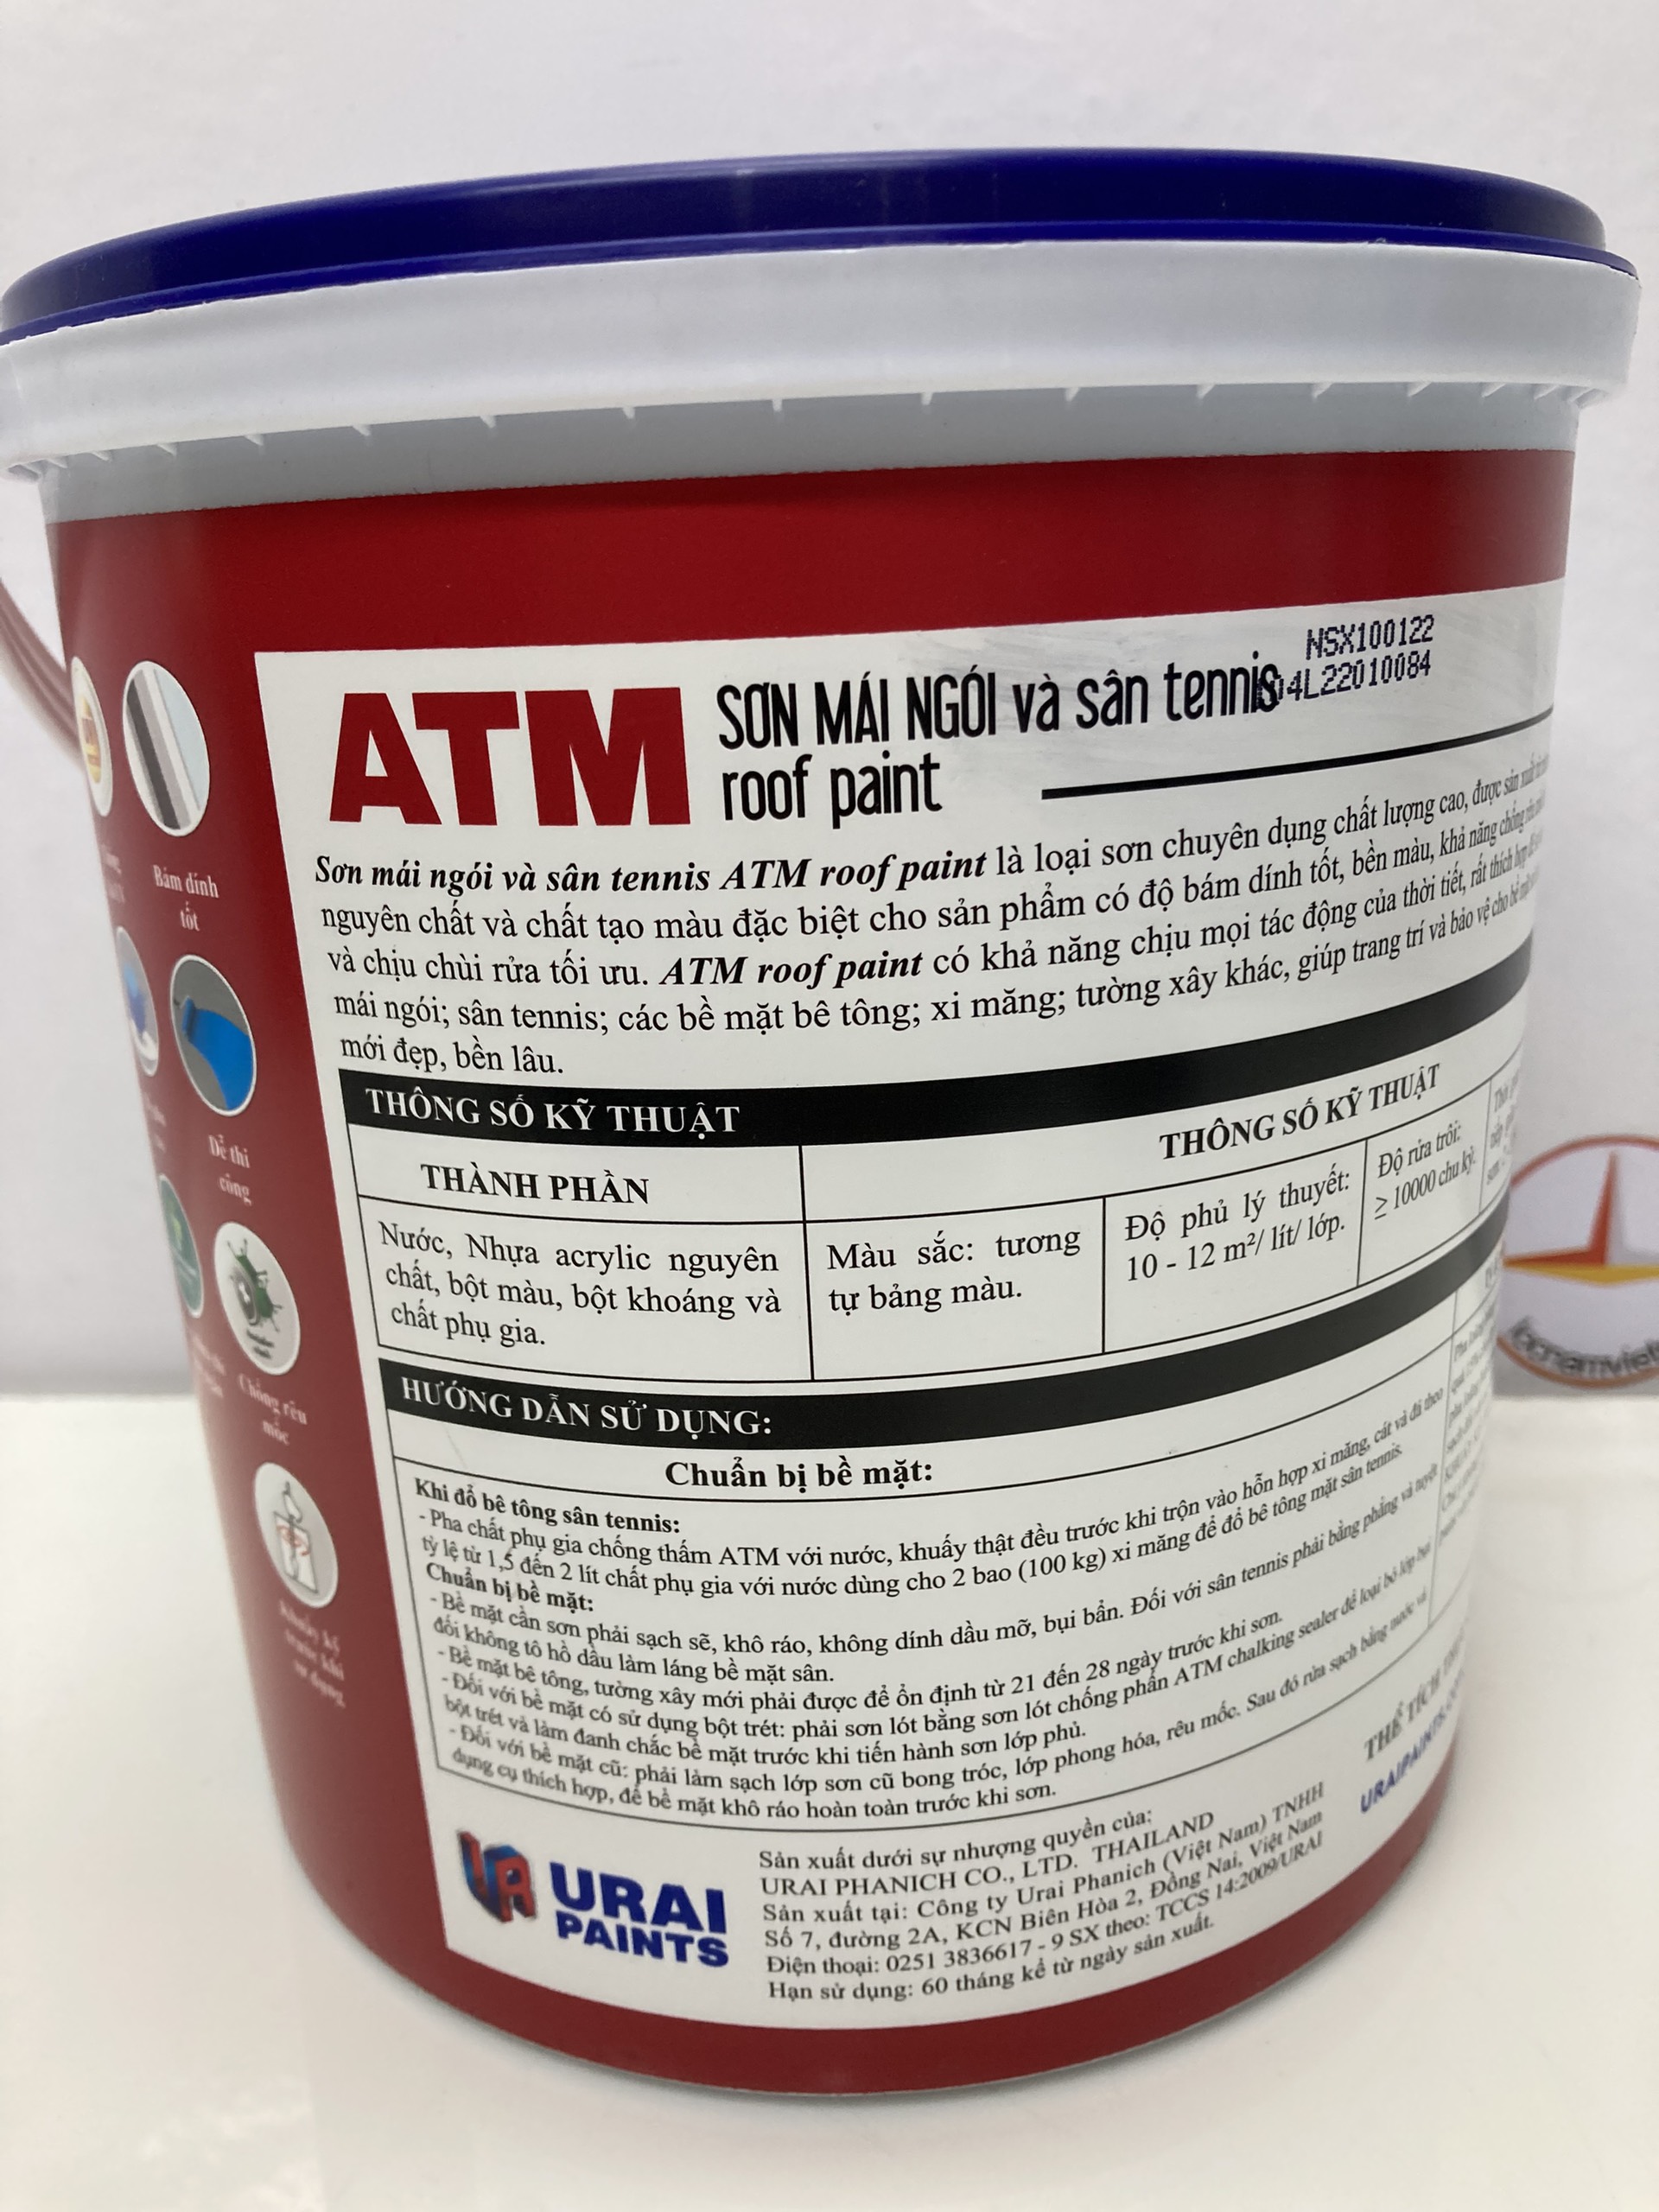 NSX100122
4L22010084
ATM
SƠN MÁI NGÓI và sân tennis
roof paint
Sơn mái ngói và sân tennis ATM roof paint là loại sơn chuyên dụng chất lượng cao, được sản xuất
nguyên chất và chất tạo màu đặc biệt cho sản phẩm có độ bám dính tốt, bền màu, khả năng chống
và chịu chùi rửa tối ưu. ATM roof paint có khả năng chịu mọi tác động của thời tiết, rất thích hợp
mái ngói; sân tennis; các bề mặt bê tông; xi măng; tường xây khác, giúp trang trí và bảo vệ cho bề
mới đẹp, bền lâu.
THÔNG SỐ KỸ THUẬT
THÀNH PHẦN
THÔNG SỐ KỸ THUẬT
Nước, Nhựa acrylic nguyên
chất, bột màu, bột khoáng và
chất phụ gia.
Màu sắc: tương
tự bảng màu.
Độ phủ lý thuyết:
10 - 12 m²/ lít/ lớp.
Độ rửa trôi:
≥ 10000 chu kỳ.
HƯỚNG DẪN SỬ DỤNG:
Chuẩn bị bề mặt:
Khi đổ bê tông sân tennis:
- Pha chất phụ gia chống thấm ATM với nước, khuấy thật đều trước khi trộn vào hỗn hợp xi măng, cát và đá theo
tỷ lệ từ 1,5 đến 2 lít chất phụ gia với nước dùng cho 2 bao (100 kg) xi măng để đổ bê tông mặt sân tennis.
Chuẩn bị bề mặt:
- Bề mặt cần sơn phải sạch sẽ, khô ráo, không dính dầu mỡ, bụi bẩn. Đối với sân tennis phải bằng phẳng và tuyệt
đối không tô hồ dầu làm láng bề mặt sân.
- Bề mặt bê tông, tường xây mới phải được để ổn định từ 21 đến 28 ngày trước khi sơn.
- Đối với bề mặt có sử dụng bột trét: phải sơn lót bằng sơn lót chống phấn ATM chalking sealer để loại bỏ lớp bụi
bột trét và làm đanh chắc bề mặt trước khi tiến hành sơn lớp phủ.
- Đối với bề mặt cũ: phải làm sạch lớp sơn cũ bong tróc, lớp phong hóa, rêu mốc. Sau đó rửa sạch bằng nước và
dụng cụ thích hợp, để bề mặt khô ráo hoàn toàn trước khi sơn.
URAI
PAINTS
Sản xuất dưới sự nhượng quyền của:
URAI PHANICH CO., LTD. THAILAND
Sản xuất tại: Công ty Urai Phanich (Việt Nam) TNHH
Số 7, đường 2A, KCN Biên Hòa 2, Đồng Nai, Việt Nam
Điện thoại: 0251 3836617 - 9 SX theo: TCCS 14:2009/URAI
Hạn sử dụng: 60 tháng kể từ ngày sản xuất.
THỂ TÍCH
URAIPAINTS
Bám dính
tốt
Dễ thi
công
Chống rêu
mốc
Khuấy kỹ
trước khi
sử dụng
locnamviet